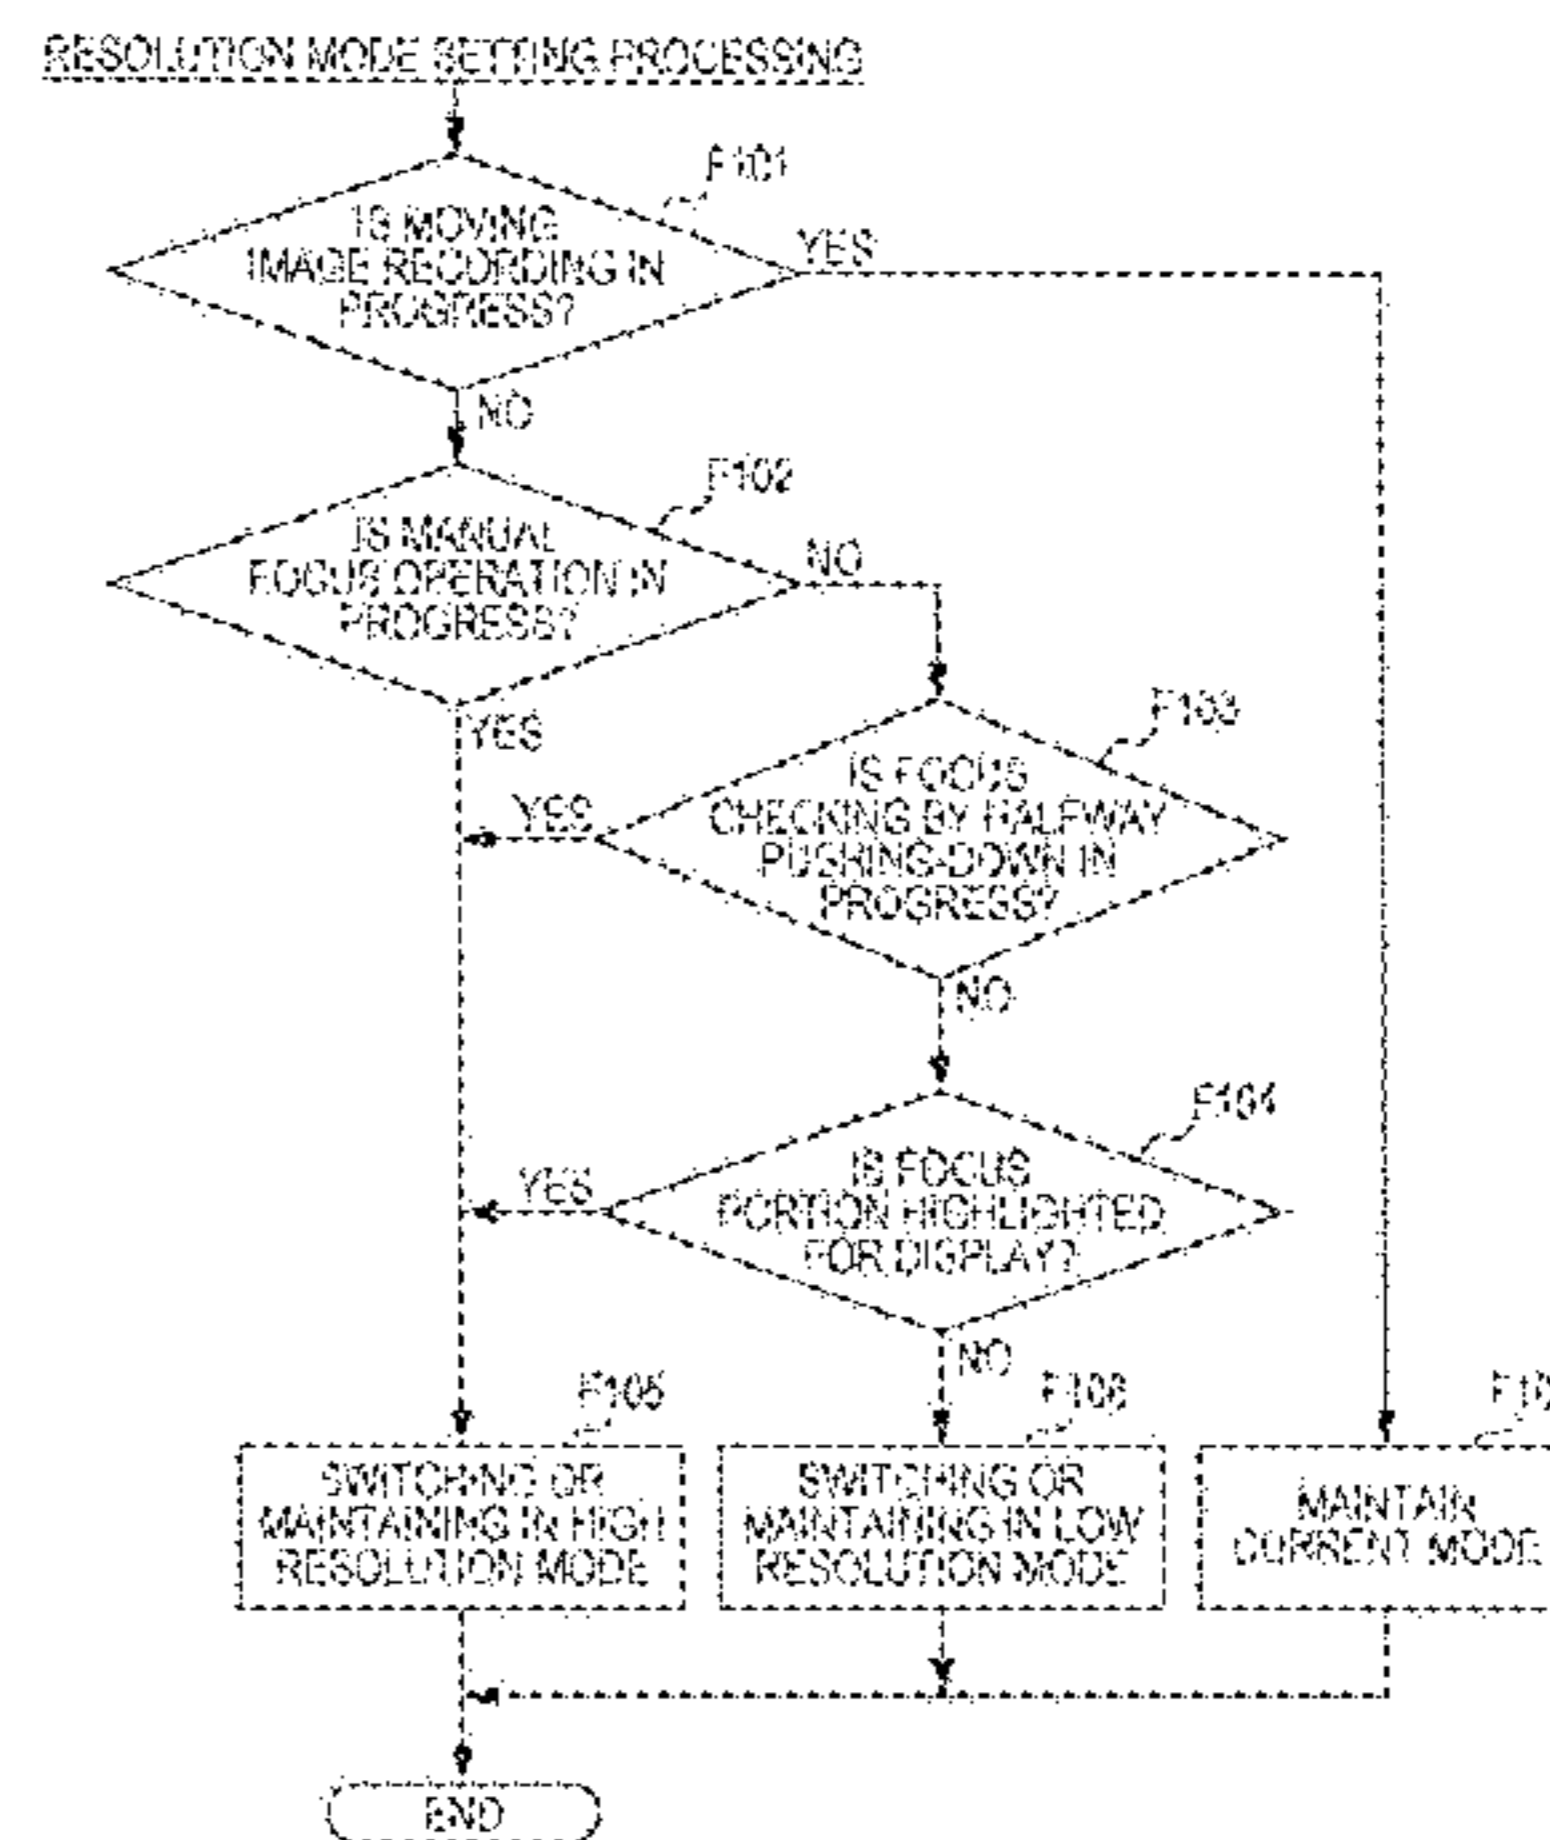 RESOLUTION MODE SETTING PROCESSING
F101
IS MOVING
IMAGE RECORDING IN
PROGRESS?
YES
NO
F102
IS MANUAL
FOCUS OPERATION IN
PROGRESS?
NO
YES
F103
IS FOCUS
CHECKING BY HALFWAY
PUSHING-DOWN IN
PROGRESS?
YES
NO
F104
IS FOCUS
PORTION HIGHLIGHTED
FOR DISPLAY?
YES
NO
F105
SWITCHING OR
MAINTAINING IN HIGH
RESOLUTION MODE
F106
SWITCHING OR
MAINTAINING IN LOW
RESOLUTION MODE
MAINTAIN
CURRENT MODE
END